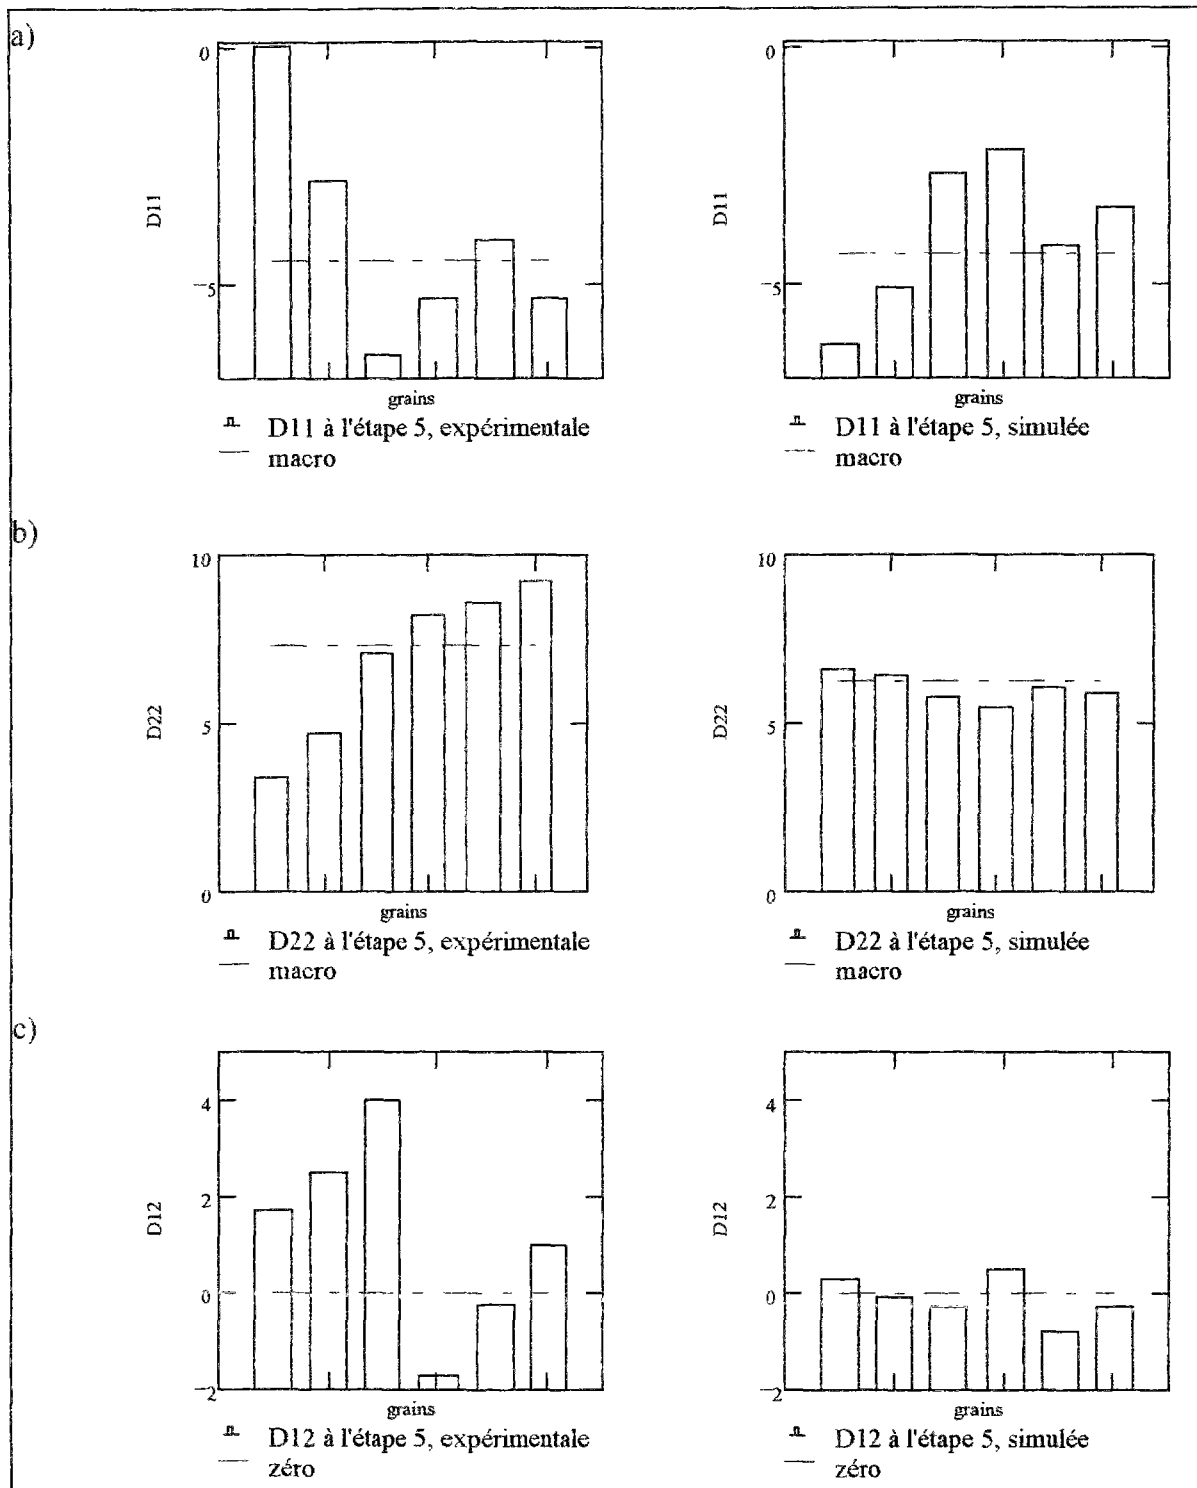 a)
0
D11
−5
grains
D11 à l'étape 5, expérimentale
macro
0
D11
−5
grains
D11 à l'étape 5, simulée
macro
b)
10
D22
5
0
grains
D22 à l'étape 5, expérimentale
macro
10
D22
5
0
grains
D22 à l'étape 5, simulée
macro
c)
4
2
D12
0
−2
grains
D12 à l'étape 5, expérimentale
zéro
4
2
D12
0
−2
grains
D12 à l'étape 5, simulée
zéro